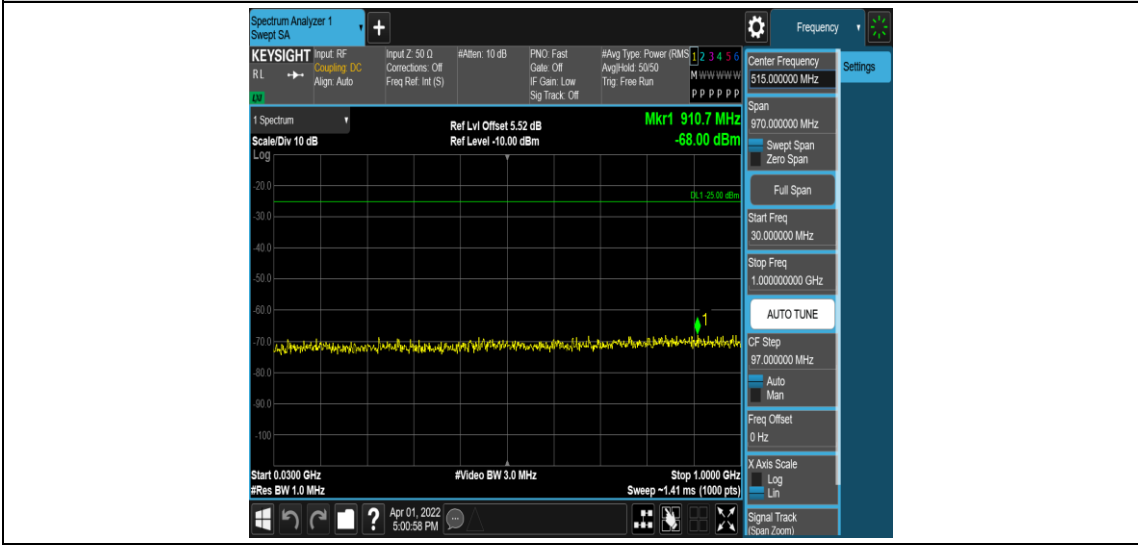 Spectrum Analyzer 1
Swept SA
+
Frequency
KEYSIGHT
RL
LXI
Input: RF
Coupling: DC
Align: Auto
Input Z: 50 Ω
Corrections: Off
Freq Ref: Int (S)
#Atten: 10 dB
PNO: Fast
Gate: Off
IF Gain: Low
Sig Track: Off
#Avg Type: Power (RMS
Avg|Hold: 50/50
Trig: Free Run
1 2 3 4 5 6
M W W W W W
P P P P P P
1 Spectrum
Scale/Div 10 dB
Log
Ref Lvl Offset 5.52 dB
Ref Level -10.00 dBm
Mkr1 910.7 MHz
-68.00 dBm
DL1 -25.00 dBm
-20.0
-30.0
-40.0
-50.0
-60.0
-70.0
-80.0
-90.0
-100
1
Start 0.0300 GHz
#Res BW 1.0 MHz
#Video BW 3.0 MHz
Stop 1.0000 GHz
Sweep ~1.41 ms (1000 pts)
?
Apr 01, 2022
5:00:58 PM
Center Frequency
515.000000 MHz
Span
970.000000 MHz
Swept Span
Zero Span
Full Span
Start Freq
30.000000 MHz
Stop Freq
1.000000000 GHz
AUTO TUNE
CF Step
97.000000 MHz
Auto
Man
Freq Offset
0 Hz
X Axis Scale
Log
Lin
Signal Track
(Span Zoom)
Settings